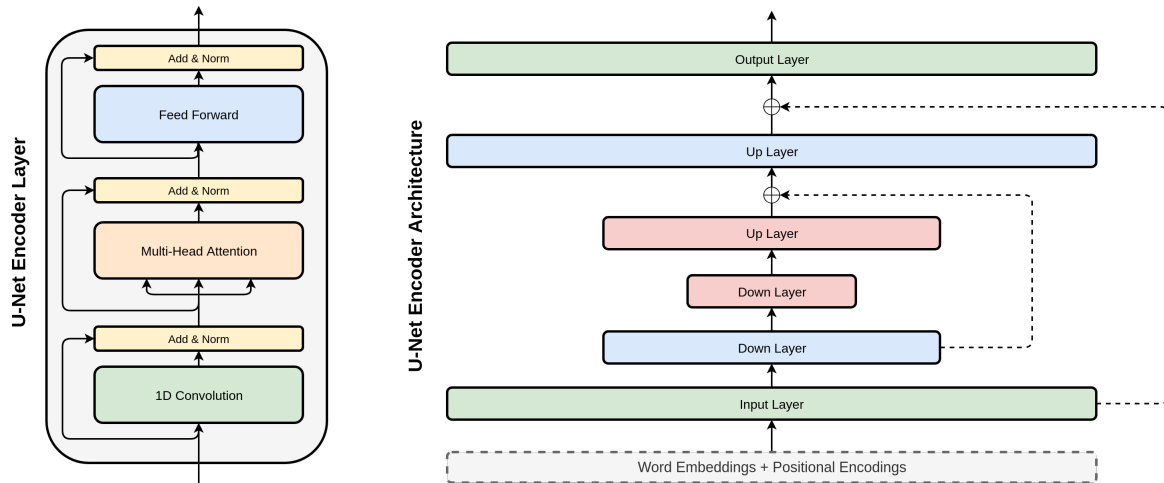 U-Net Encoder Layer
Add & Norm
Feed Forward
Add & Norm
Multi-Head Attention
Add & Norm
1D Convolution
U-Net Encoder Architecture
Output Layer
Up Layer
Up Layer
Down Layer
Down Layer
Input Layer
Word Embeddings + Positional Encodings